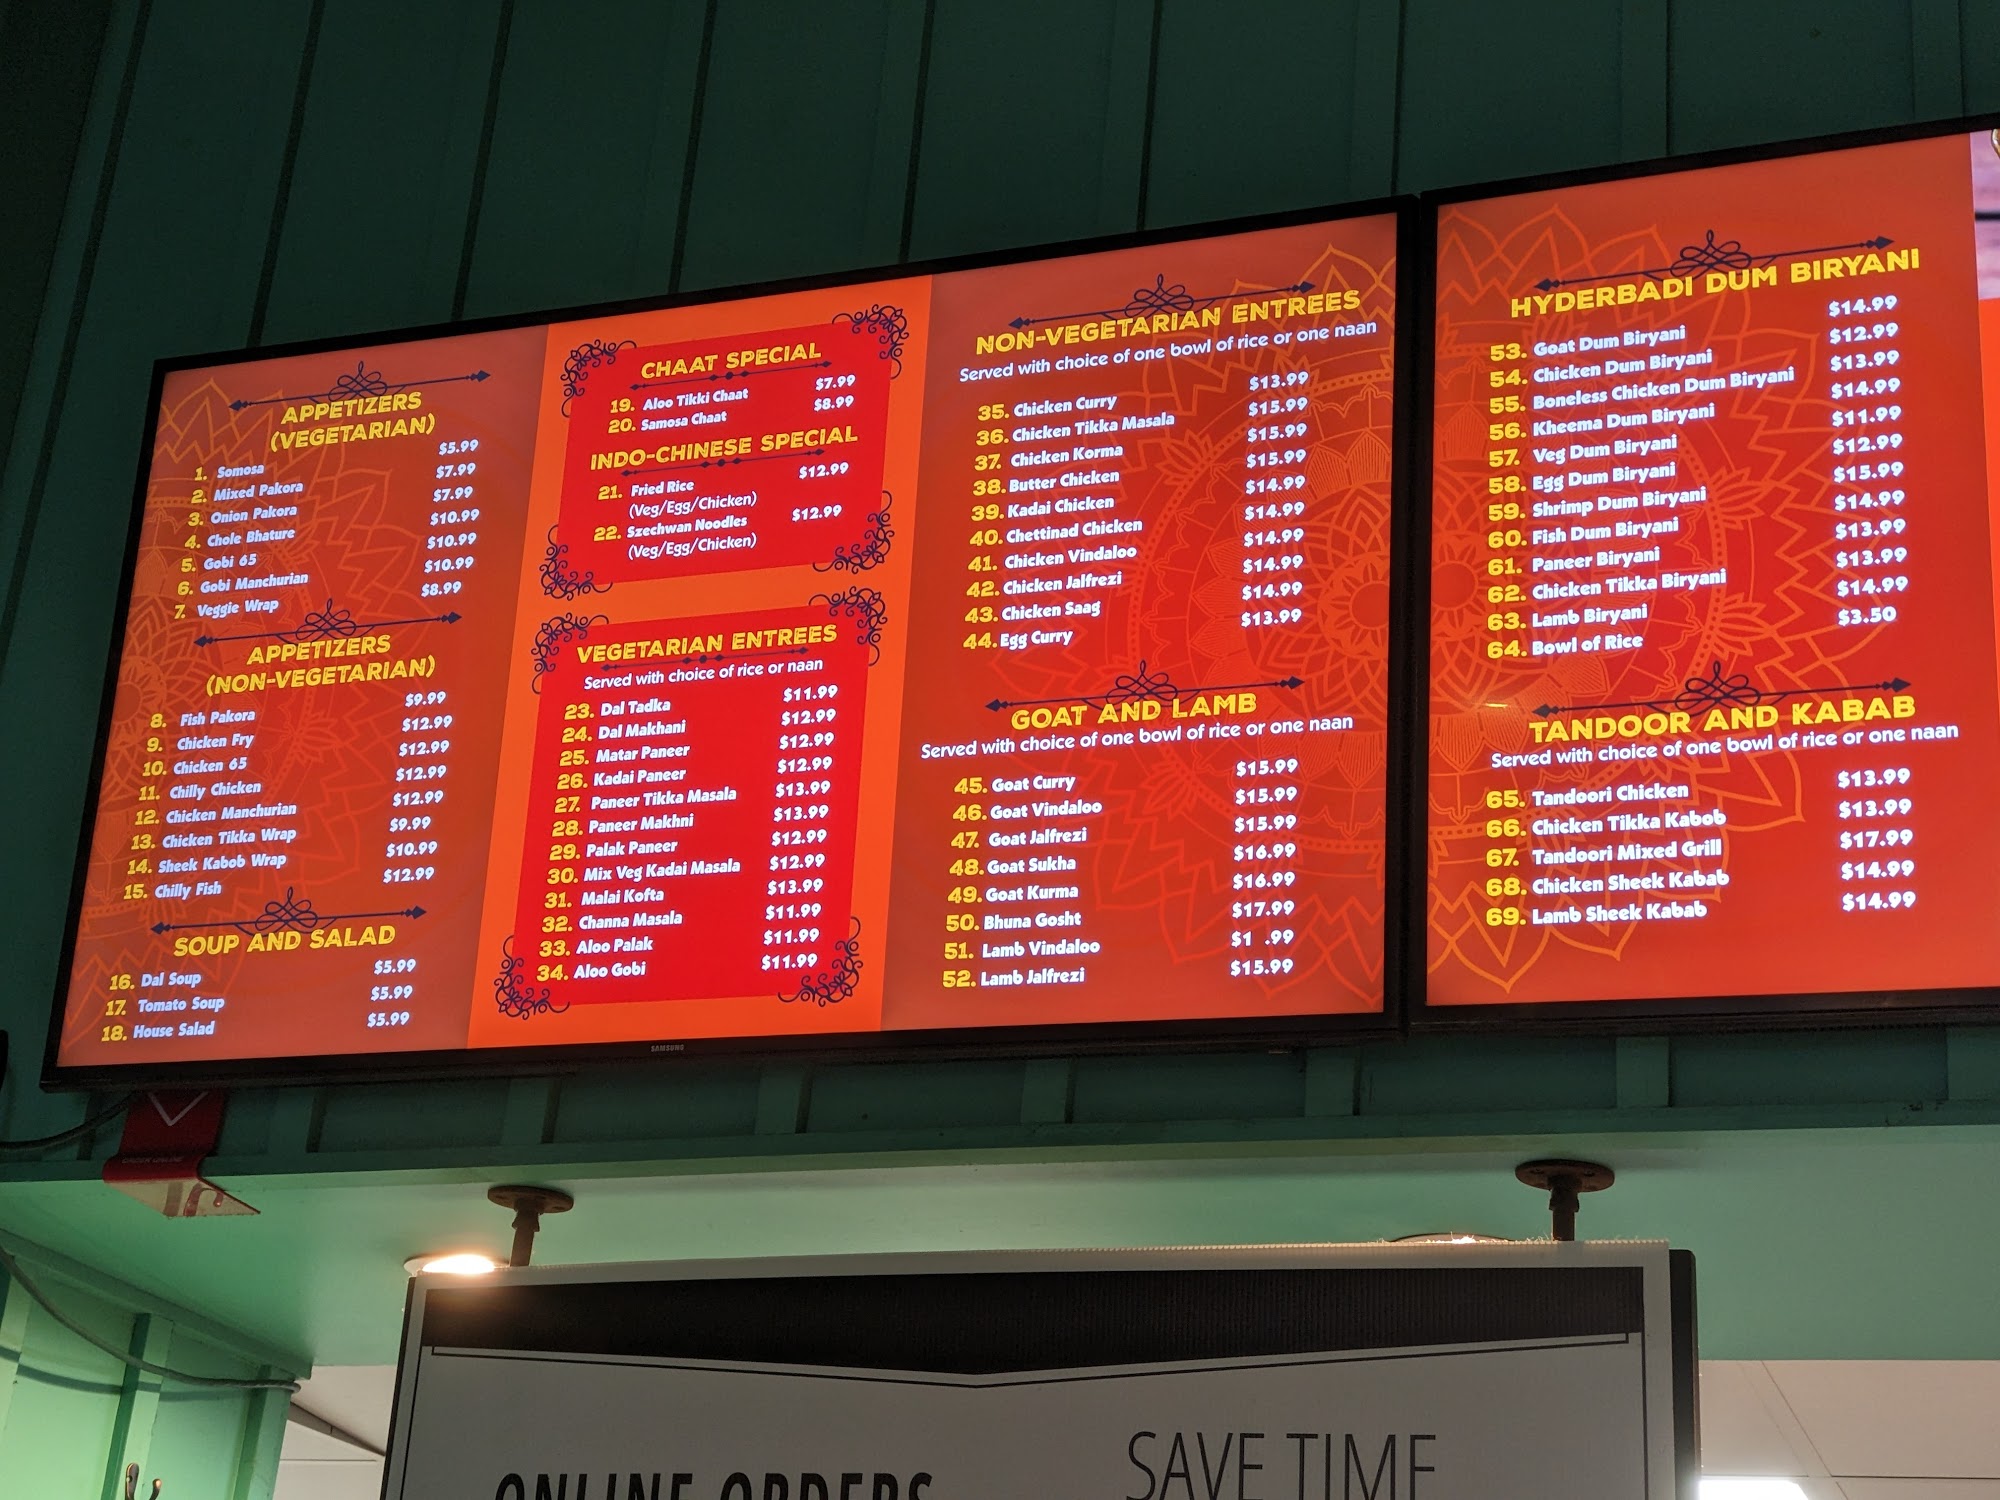 APPETIZERS
(VEGETARIAN)
1. Somosa $5.99
2. Mixed Pakora $7.99
3. Onion Pakora $7.99
4. Chole Bhature $10.99
5. Gobi 65 $10.99
6. Gobi Manchurian $10.99
7. Veggie Wrap $8.99
APPETIZERS
(NON-VEGETARIAN)
8. Fish Pakora $9.99
9. Chicken Fry $12.99
10. Chicken 65 $12.99
11. Chilly Chicken $12.99
12. Chicken Manchurian $12.99
13. Chicken Tikka Wrap $9.99
14. Sheek Kabob Wrap $10.99
15. Chilly Fish $12.99
SOUP AND SALAD
16. Dal Soup $5.99
17. Tomato Soup $5.99
18. House Salad $5.99
CHAAT SPECIAL
19. Aloo Tikki Chaat $7.99
20. Samosa Chaat $8.99
INDO-CHINESE SPECIAL
21. Fried Rice $12.99
(Veg/Egg/Chicken)
22. Szechwan Noodles $12.99
(Veg/Egg/Chicken)
VEGETARIAN ENTREES
Served with choice of rice or naan
23. Dal Tadka $11.99
24. Dal Makhani $12.99
25. Matar Paneer $12.99
26. Kadai Paneer $12.99
27. Paneer Tikka Masala $13.99
28. Paneer Makhni $13.99
29. Palak Paneer $12.99
30. Mix Veg Kadai Masala $12.99
31. Malai Kofta $13.99
32. Channa Masala $11.99
33. Aloo Palak $11.99
34. Aloo Gobi $11.99
NON-VEGETARIAN ENTREES
Served with choice of one bowl of rice or one naan
35. Chicken Curry $13.99
36. Chicken Tikka Masala $15.99
37. Chicken Korma $15.99
38. Butter Chicken $15.99
39. Kadai Chicken $14.99
40. Chettinad Chicken $14.99
41. Chicken Vindaloo $14.99
42. Chicken Jalfrezi $14.99
43. Chicken Saag $14.99
44. Egg Curry $13.99
GOAT AND LAMB
Served with choice of one bowl of rice or one naan
45. Goat Curry $15.99
46. Goat Vindaloo $15.99
47. Goat Jalfrezi $15.99
48. Goat Sukha $16.99
49. Goat Kurma $16.99
50. Bhuna Gosht $17.99
51. Lamb Vindaloo $1 .99
52. Lamb Jalfrezi $15.99
SAMSUNG
HYDERBADI DUM BIRYANI
53. Goat Dum Biryani $14.99
54. Chicken Dum Biryani $12.99
55. Boneless Chicken Dum Biryani $13.99
56. Kheema Dum Biryani $14.99
57. Veg Dum Biryani $11.99
58. Egg Dum Biryani $12.99
59. Shrimp Dum Biryani $15.99
60. Fish Dum Biryani $14.99
61. Paneer Biryani $13.99
62. Chicken Tikka Biryani $13.99
63. Lamb Biryani $14.99
64. Bowl of Rice $3.50
TANDOOR AND KABAB
Served with choice of one bowl of rice or one naan
65. Tandoori Chicken $13.99
66. Chicken Tikka Kabob $13.99
67. Tandoori Mixed Grill $17.99
68. Chicken Sheek Kabab $14.99
69. Lamb Sheek Kabab $14.99
ORDER ONLINE
ONLINE ORDERS
SAVE TIME